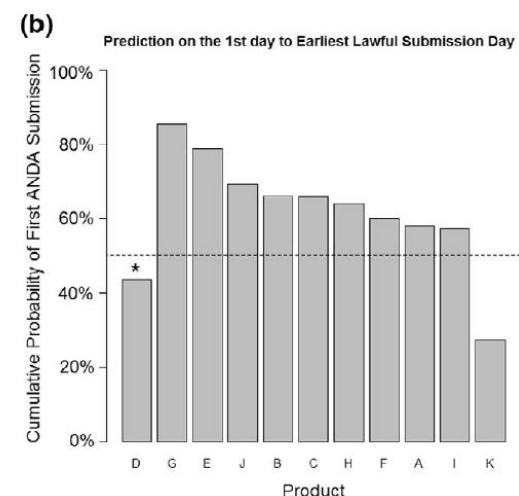 (b)
Prediction on the 1st day to Earliest Lawful Submission Day
Cumulative Probability of First ANDA Submission
100%
80%
60%
40%
20%
0%
*
D G E J B C H F A I K
Product